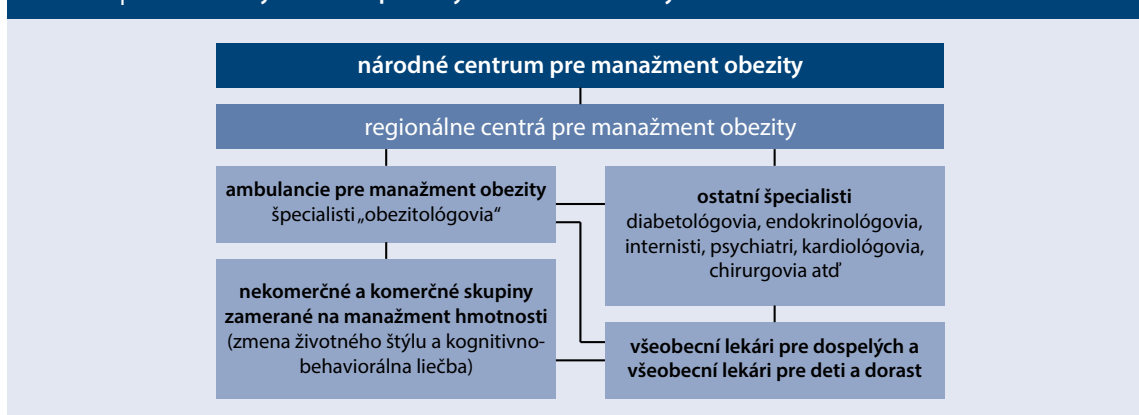 národné centrum pre manažment obezity
regionálne centrá pre manažment obezity
ambulancie pre manažment obezity
špecialisti „obezitológovia“
nekomerčné a komerčné skupiny
zamerané na manažment hmotnosti
(zmena životného štýlu a kognitivno-
behaviorálna liečba)
ostatní špecialisti
diabetológovia, endokrinológovia,
internisti, psychiatri, kardiológovia,
chirurgovia atď
všeobecní lekári pre dospelých a
všeobecní lekári pre deti a dorast